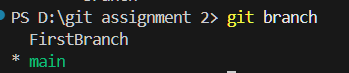 PS D:\git assignment 2> git branch
FirstBranch
* main